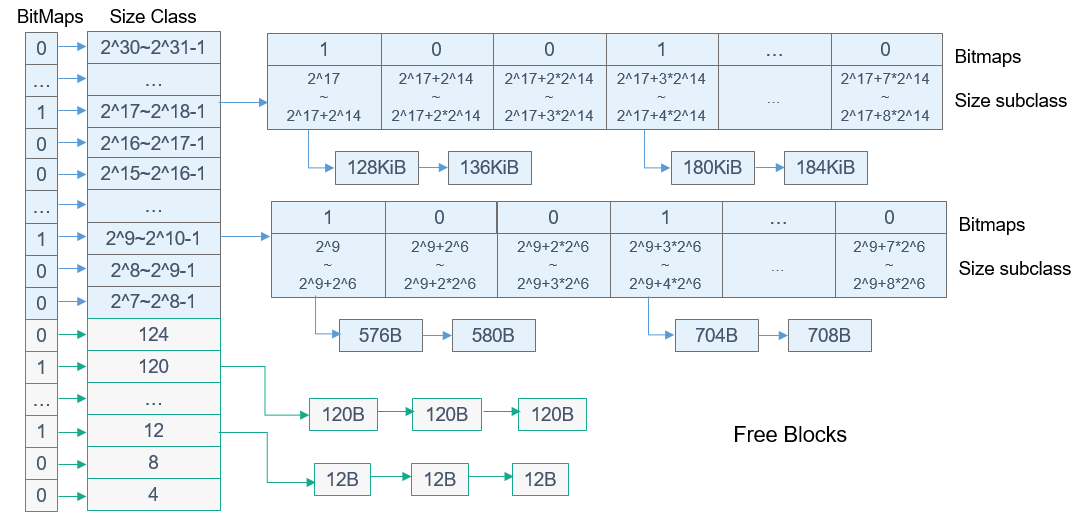 BitMaps Size Class
0 2^30~2^31-1
... ...
1 2^17~2^18-1
0 2^16~2^17-1
0 2^15~2^16-1
... ...
1 2^9~2^10-1
0 2^8~2^9-1
0 2^7~2^8-1
0 124
1 120
... ...
1 12
0 8
0 4
1 0 0 1 ... 0 Bitmaps
2^17 2^17+2^14 2^17+2*2^14 2^17+3*2^14 2^17+7*2^14
~ ~ ~ ~ ... ~ Size subclass
2^17+2^14 2^17+2*2^14 2^17+3*2^14 2^17+4*2^14 2^17+8*2^14
128KiB 136KiB 180KiB 184KiB
1 0 0 1 ... 0 Bitmaps
2^9 2^9+2^6 2^9+2*2^6 2^9+3*2^6 2^9+7*2^6
~ ~ ~ ~ ... ~ Size subclass
2^9+2^6 2^9+2*2^6 2^9+3*2^6 2^9+4*2^6 2^9+8*2^6
576B 580B 704B 708B
120B 120B 120B
Free Blocks
12B 12B 12B